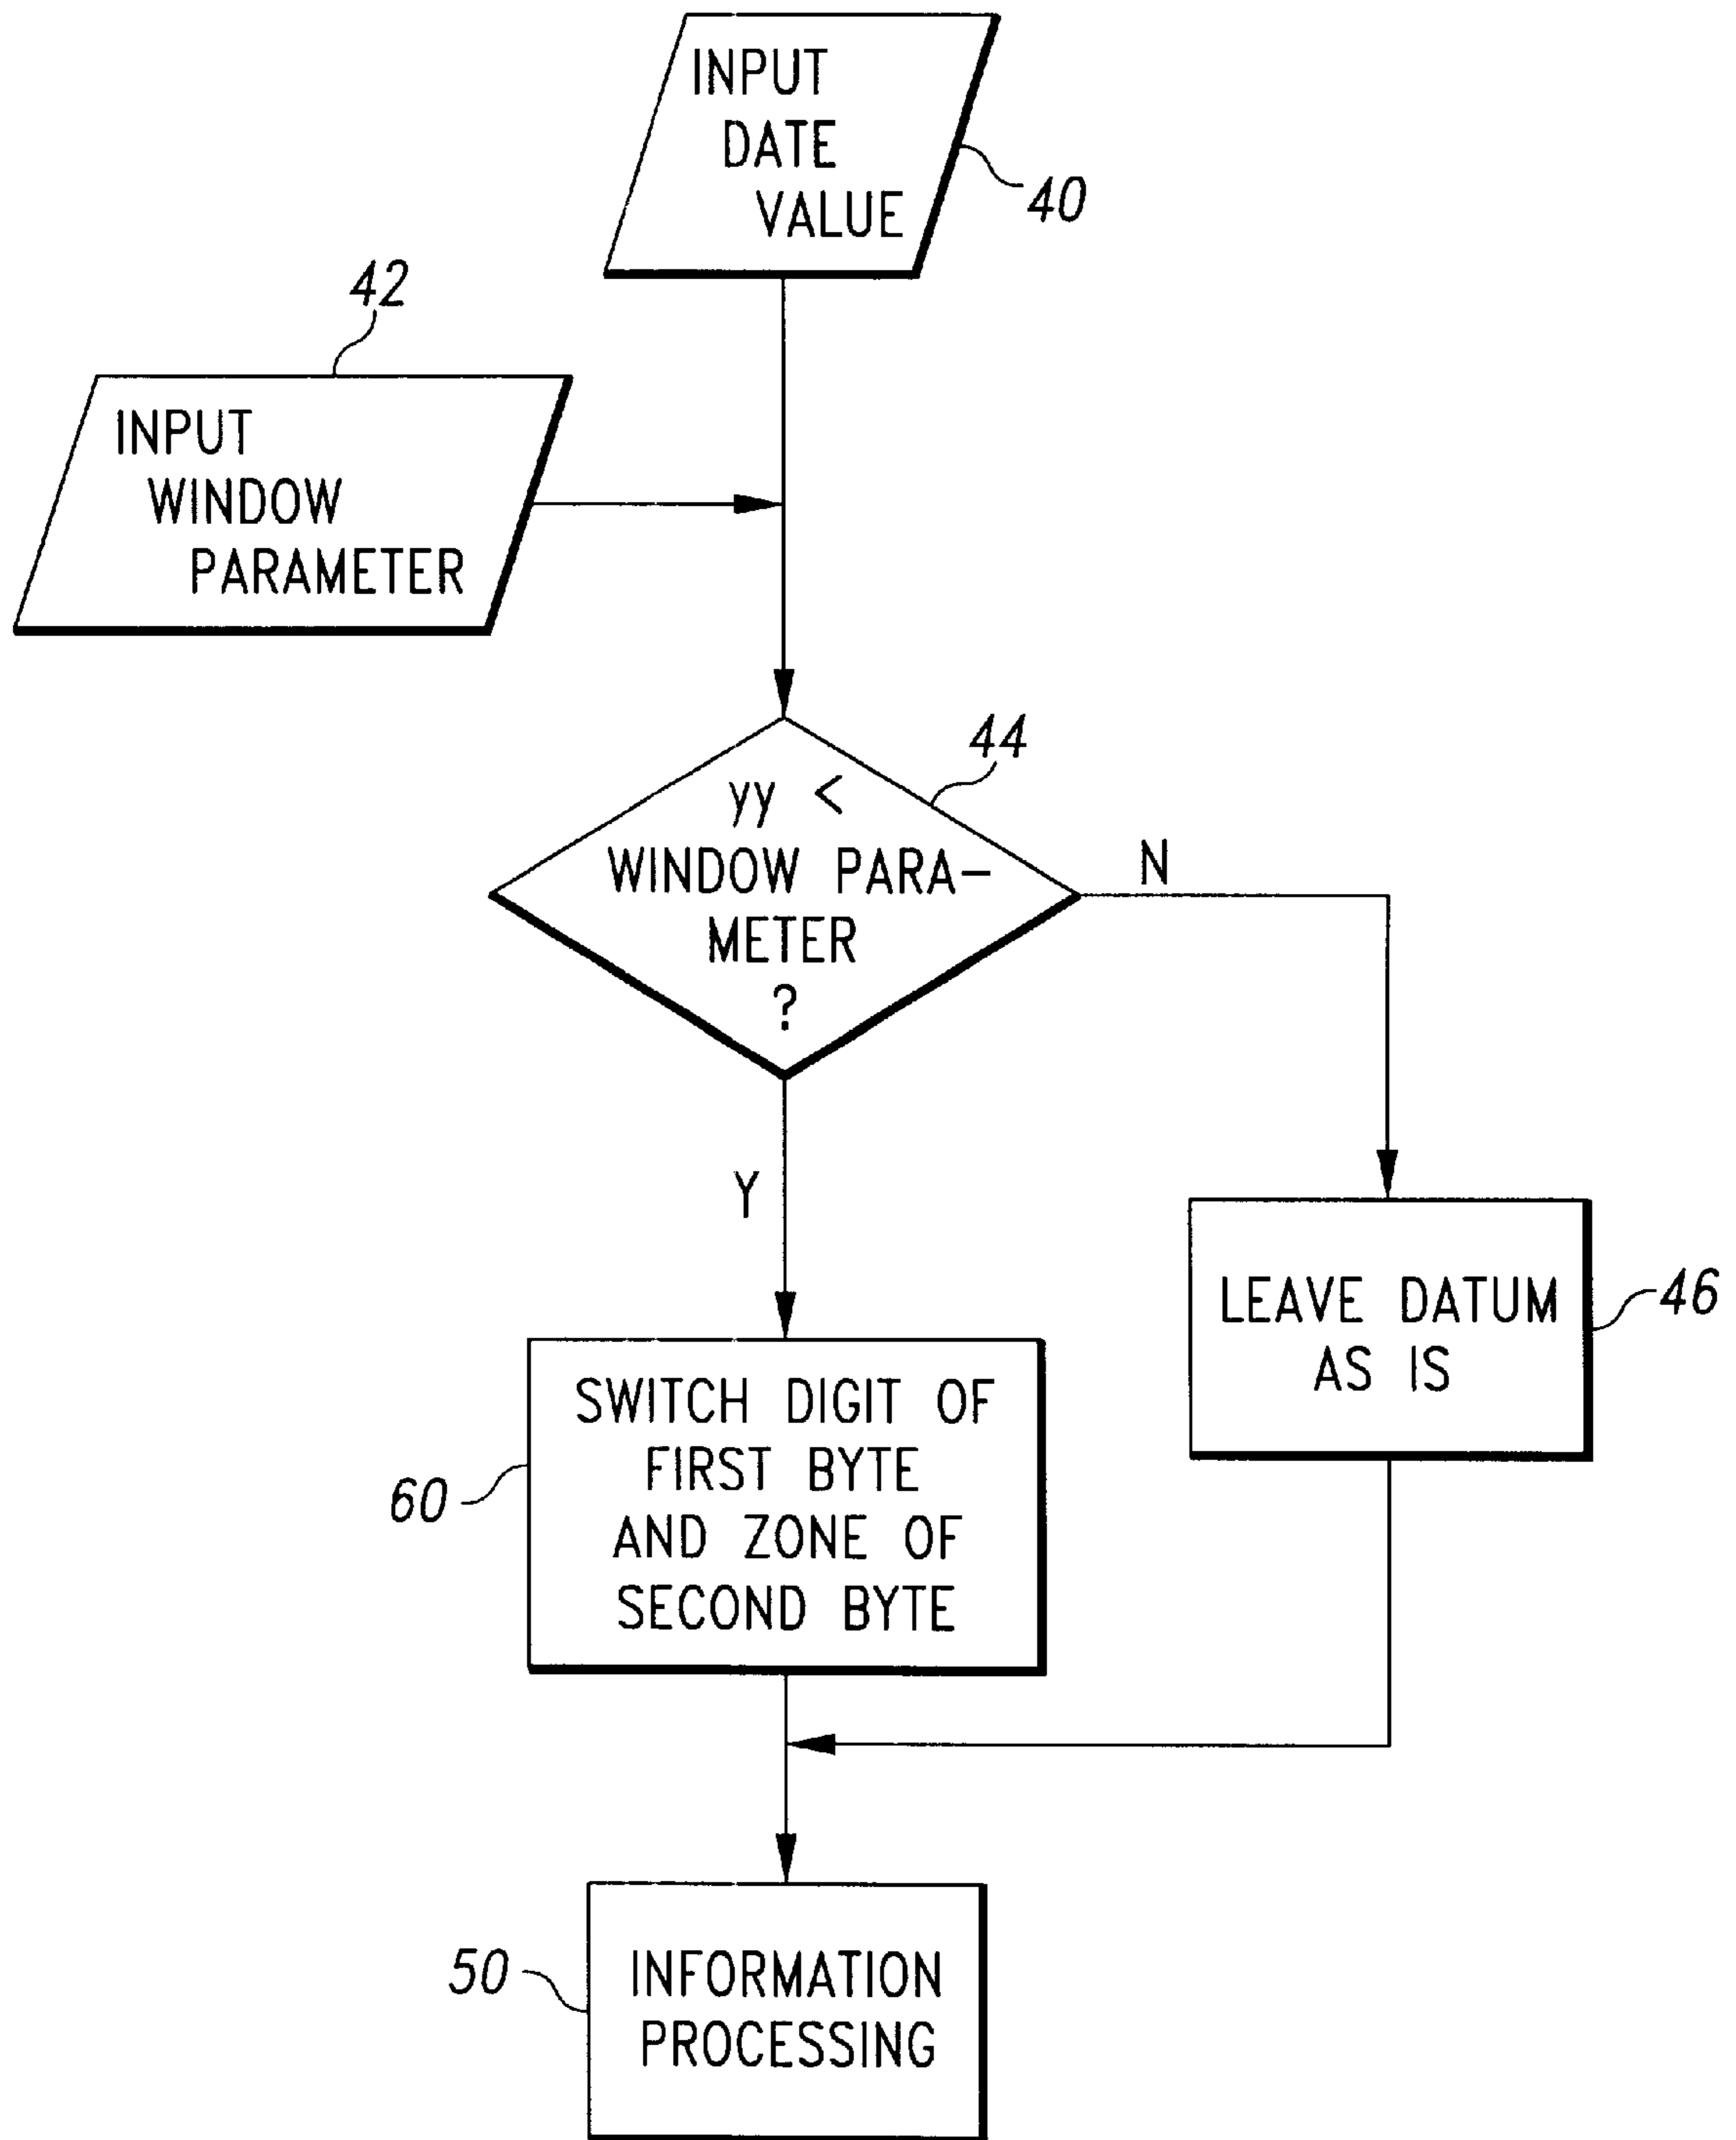 INPUT
DATE
VALUE
40
42
INPUT
WINDOW
PARAMETER
44
yy <
WINDOW PARA-
METER
?
N
Y
LEAVE DATUM
AS IS
46
SWITCH DIGIT OF
FIRST BYTE
AND ZONE OF
SECOND BYTE
60
50
INFORMATION
PROCESSING